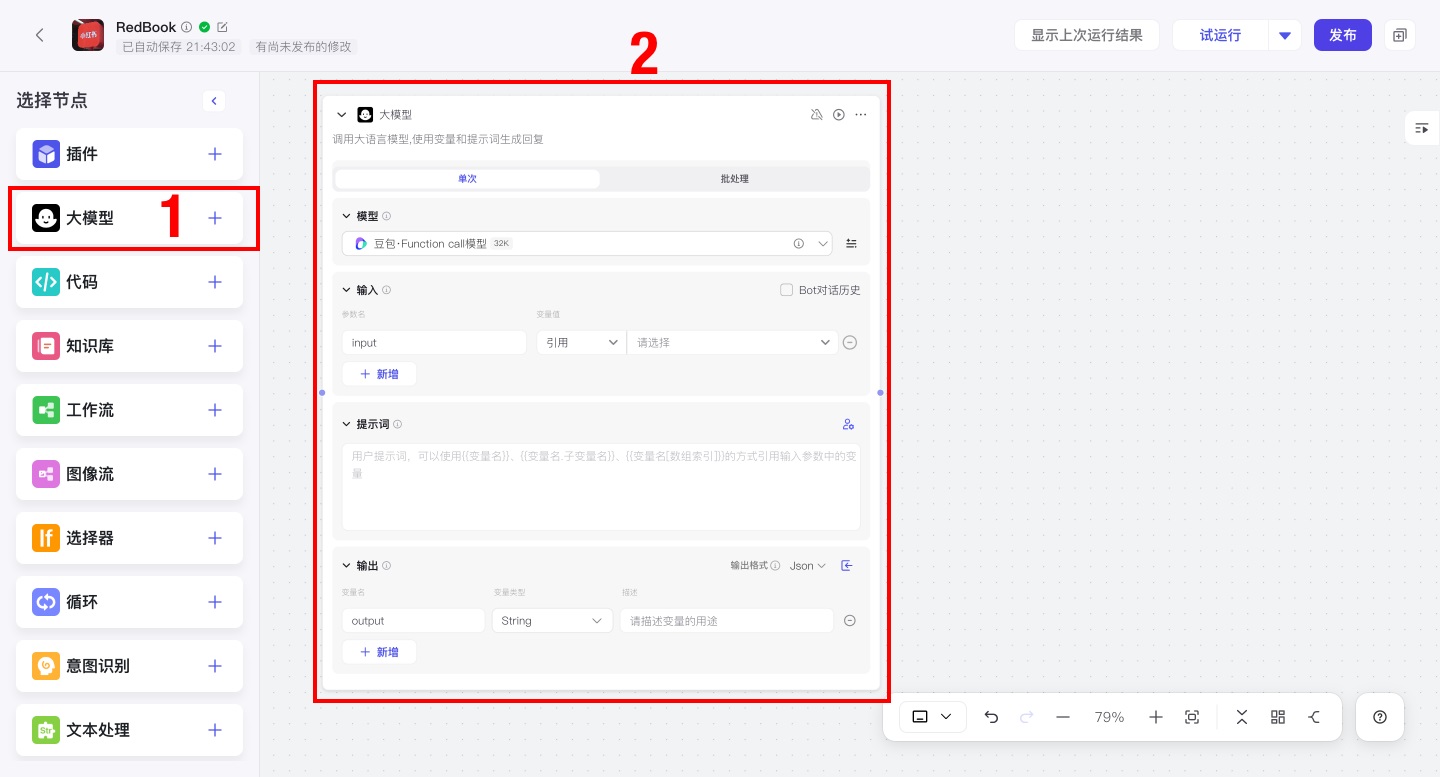 RedBook
已自动保存 21:43:02 有尚未发布的修改
显示上次运行结果
试运行
发布
2
选择节点
插件
大模型
1
代码
知识库
工作流
图像流
If 选择器
循环
意图识别
Str 文本处理
大模型
调用大语言模型,使用变量和提示词生成回复
单次 批处理
模型
豆包·Function call模型 32K
输入 Bot对话历史
参数名 变量值
input 引用 请选择
新增
提示词
用户提示词，可以使用{{变量名}}、{{变量名.子变量名}}、{{变量名[数组索引]}}的方式引用输入参数中的变
量
输出 输出格式 Json
变量名 变量类型 描述
output String 请描述变量的用途
新增
79%